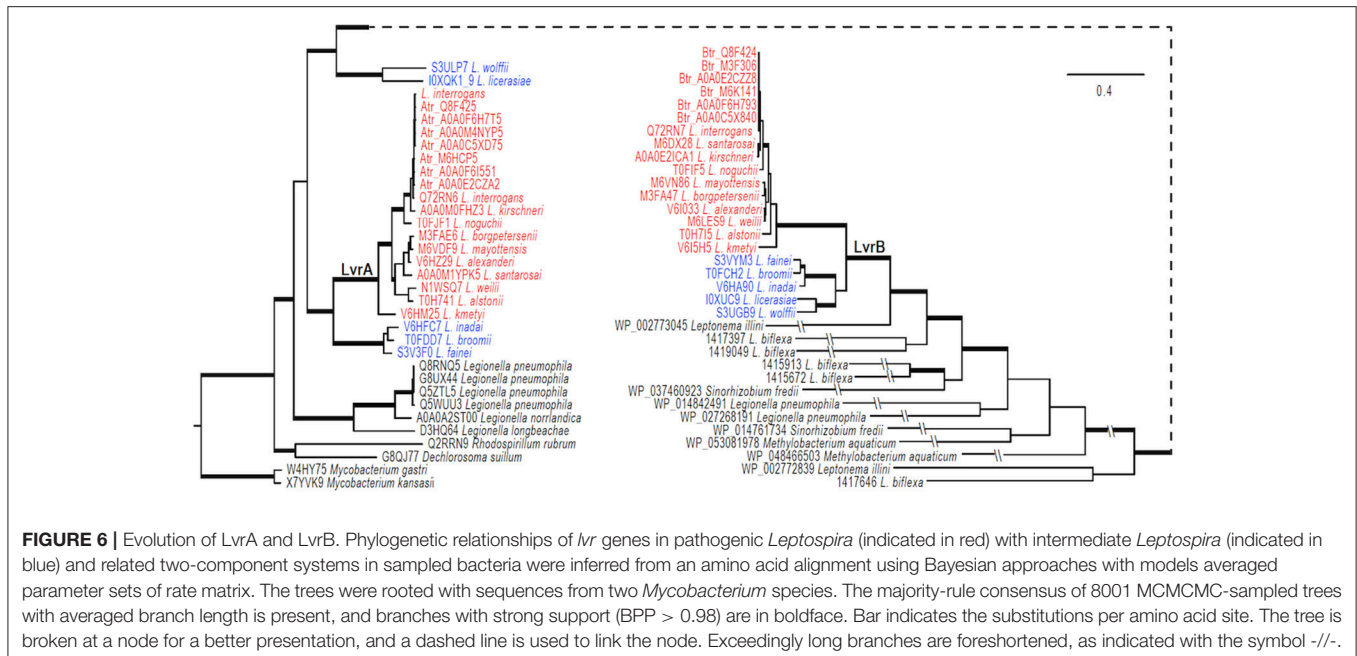 S3ULP7 L. wolffii
I0XQK1_9 L. licerasiae
L. interrogans
Atr_Q8F425
Atr_A0A0F6H7T5
Atr_A0A0M4NYP5
Atr_A0A0C5XD75
Atr_M6HCP5
Atr_A0A0F6I551
Atr_A0A0E2CZA2
Q72RN6 L. interrogans
A0A0M0FHZ3 L. kirschneri
T0FJF1 L. noguchii
M3FAE6 L. borgpetersenii
M6VDF9 L. mayottensis
LvrA
V6HZ29 L. alexanderi
A0A0M1YPK5 L. santarosai
N1WSQ7 L. weilii
T0H741 L. alstonii
V6HM25 L. kmetyi
V6HFC7 L. inadai
T0FDD7 L. broomii
S3V3F0 L. fainei
Q8RNQ5 Legionella pneumophila
G8UX44 Legionella pneumophila
Q5ZTL5 Legionella pneumophila
Q5WUU3 Legionella pneumophila
A0A0A2ST00 Legionella norrlandica
D3HQ64 Legionella longbeachae
Q2RRN9 Rhodospirillum rubrum
G8QJ77 Dechlorosoma suillum
W4HY75 Mycobacterium gastri
X7YVK9 Mycobacterium kansasii
Btr_Q8F424
Btr_M3F306
Btr_A0A0E2CZZ8
Btr_M6K141
Btr_A0A0F6H793
Btr_A0A0C5X840
Q72RN7 L. interrogans
M6DX28 L. santarosai
A0A0E2ICA1 L. kirschneri
T0FIF5 L. noguchii
M6VN86 L. mayottensis
M3FA47 L. borgpetersenii
V6I033 L. alexanderi
M6LES9 L. weilii
T0H7I5 L. alstonii
V6I5H5 L. kmetyi
LvrB
S3VYM3 L. fainei
T0FCH2 L. broomii
V6HA90 L. inadai
I0XUC9 L. licerasiae
S3UGB9 L. wolffii
WP_002773045 Leptonema illini
1417397 L. biflexa
1419049 L. biflexa
1415913 L. biflexa
1415672 L. biflexa
WP_037460923 Sinorhizobium fredii
WP_014842491 Legionella pneumophila
WP_027268191 Legionella pneumophila
WP_014761734 Sinorhizobium fredii
WP_053081978 Methylobacterium aquaticum
WP_048466503 Methylobacterium aquaticum
WP_002772839 Leptonema illini
1417646 L. biflexa
0.4
FIGURE 6 | Evolution of LvrA and LvrB. Phylogenetic relationships of lvr genes in pathogenic Leptospira (indicated in red) with intermediate Leptospira (indicated in
blue) and related two-component systems in sampled bacteria were inferred from an amino acid alignment using Bayesian approaches with models averaged
parameter sets of rate matrix. The trees were rooted with sequences from two Mycobacterium species. The majority-rule consensus of 8001 MCMCMC-sampled trees
with averaged branch length is present, and branches with strong support (BPP > 0.98) are in boldface. Bar indicates the substitutions per amino acid site. The tree is
broken at a node for a better presentation, and a dashed line is used to link the node. Exceedingly long branches are foreshortened, as indicated with the symbol -//-.